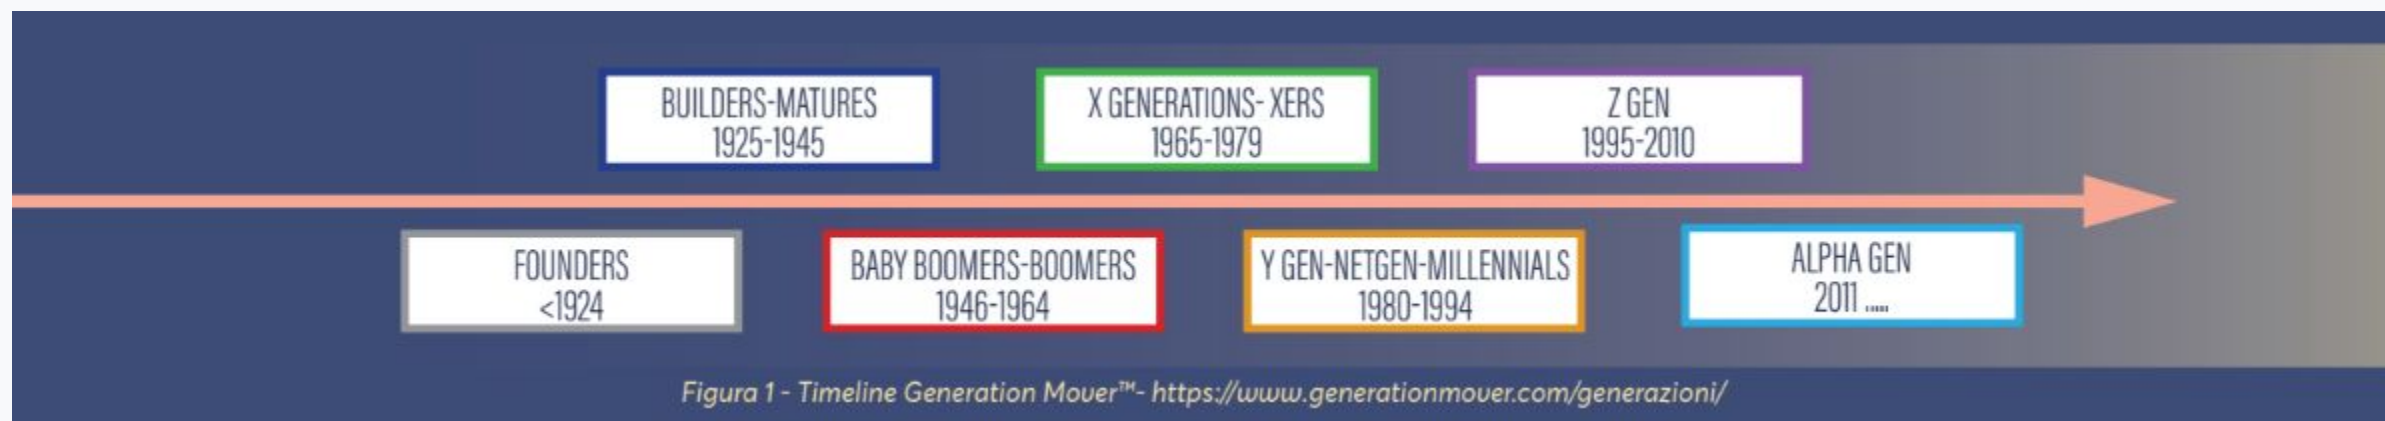 BUILDERS-MATURES
1925-1945
X GENERATIONS- XERS
1965-1979
Z GEN
1995-2010
FOUNDERS
<1924
BABY BOOMERS-BOOMERS
1946-1964
Y GEN-NETGEN-MILLENNIALS
1980-1994
ALPHA GEN
2011 .....
Figura 1 - Timeline Generation Mover™- https://www.generationmover.com/generazioni/